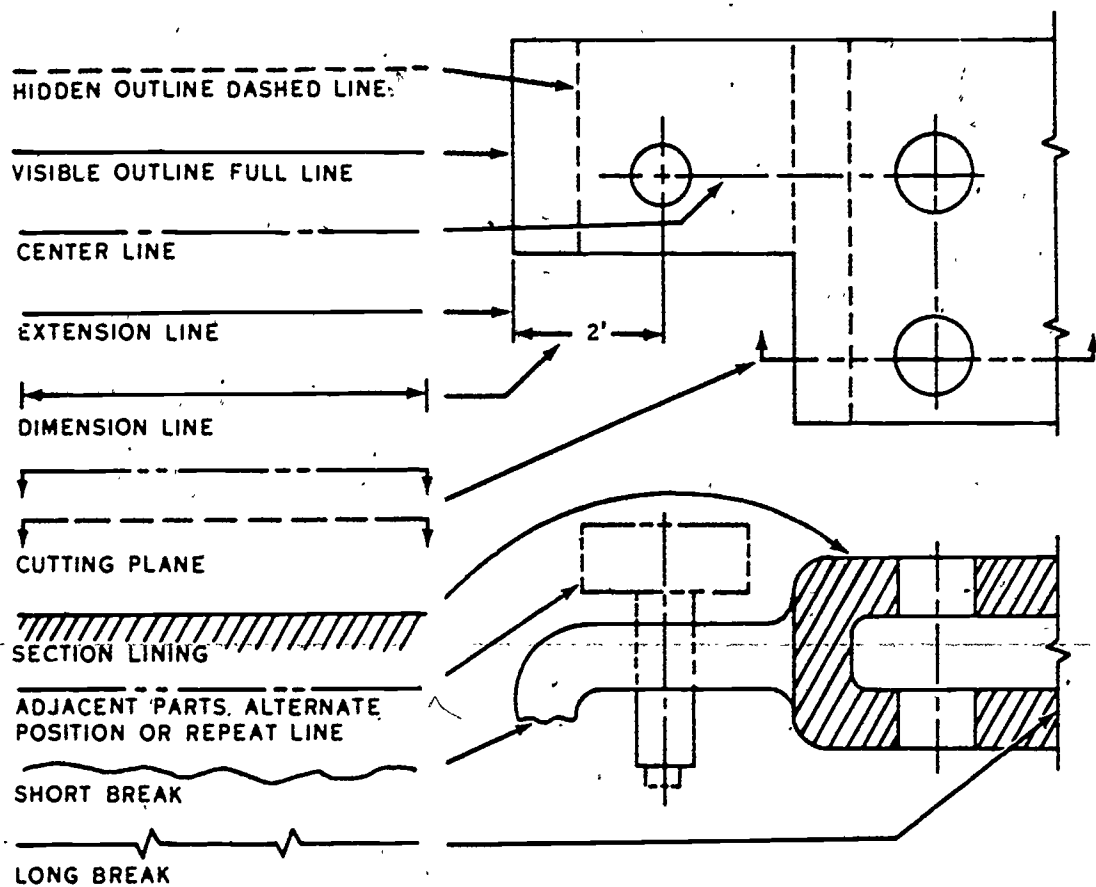 HIDDEN OUTLINE DASHED LINE
VISIBLE OUTLINE FULL LINE
CENTER LINE
EXTENSION LINE
2'
DIMENSION LINE
CUTTING PLANE
SECTION LINING
ADJACENT PARTS, ALTERNATE
POSITION OR REPEAT LINE
SHORT BREAK
LONG BREAK